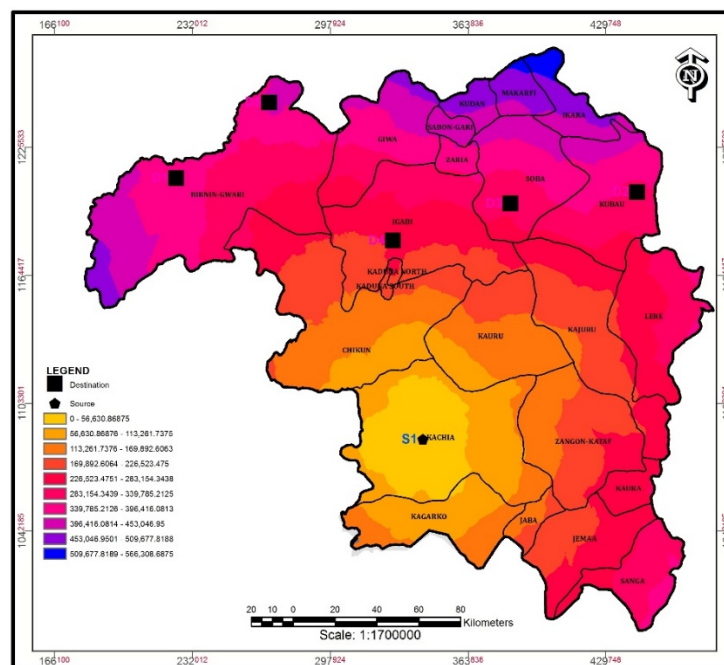 166100 232012 297924 363836 429748
N
KUDAN
MAKARFI
IKARA
SABON-GARI
GIWA
ZARIA
SOBA
BIRNIN-GWARI
KUBAU
IGABI
KADUNA NORTH
KADUNA SOUTH
LERE
KAURU
KAJURU
CHIKUN
LEGEND
Destination
Source
0 - 56,630.86875
56,630.86876 - 113,261.7375
113,261.7376 - 169,892.6063
169,892.6064 - 226,523.475
226,523.4751 - 283,154.3438
283,154.3439 - 339,785.2125
339,785.2126 - 396,416.0813
396,416.0814 - 453,046.95
453,046.9501 - 509,677.8188
509,677.8189 - 566,308.6875
S1
KACHIA
ZANGON-KATAF
KAURA
KAGARKO
JABA
JEMA'A
SANGA
20 10 0 20 40 60 80
Kilometers
Scale: 1:1700000
1225533
1164417
1103301
1042185
166100 232012 297924 363836 429748